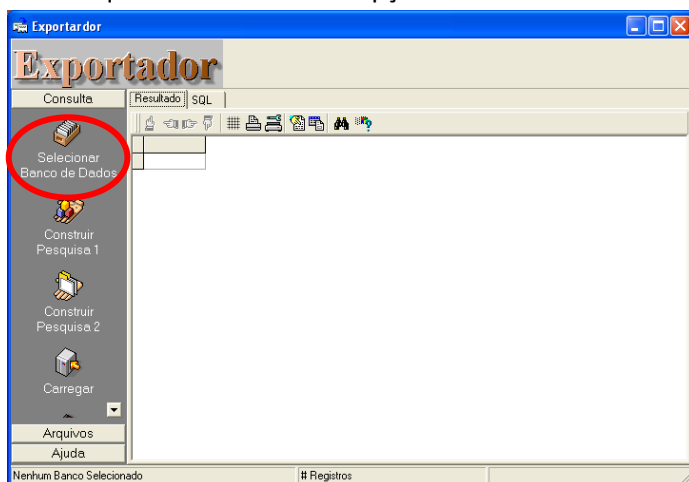 Exportardor
Exportador
Consulta
Resultado
SQL
Selecionar
Banco de Dados
Construir
Pesquisa 1
Construir
Pesquisa 2
Carregar
Arquivos
Ajuda
Nenhum Banco Selecionado
# Registros